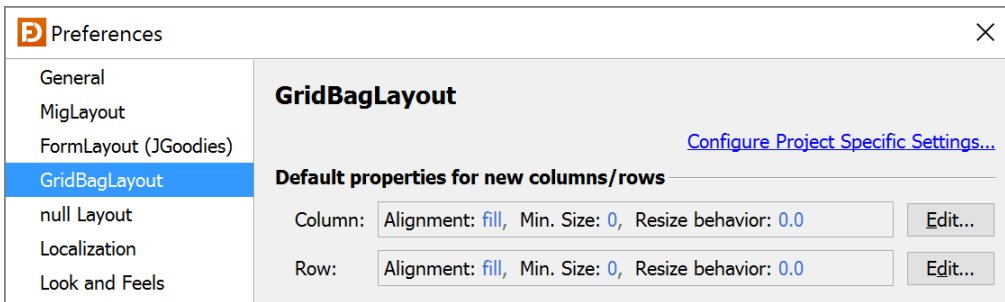 Preferences
General
MigLayout
FormLayout (JGoodies)
GridBagLayout
null Layout
Localization
Look and Feels
GridBagLayout
Configure Project Specific Settings...
Default properties for new columns/rows
Column: Alignment: fill, Min. Size: 0, Resize behavior: 0.0 Edit...
Row: Alignment: fill, Min. Size: 0, Resize behavior: 0.0 Edit...